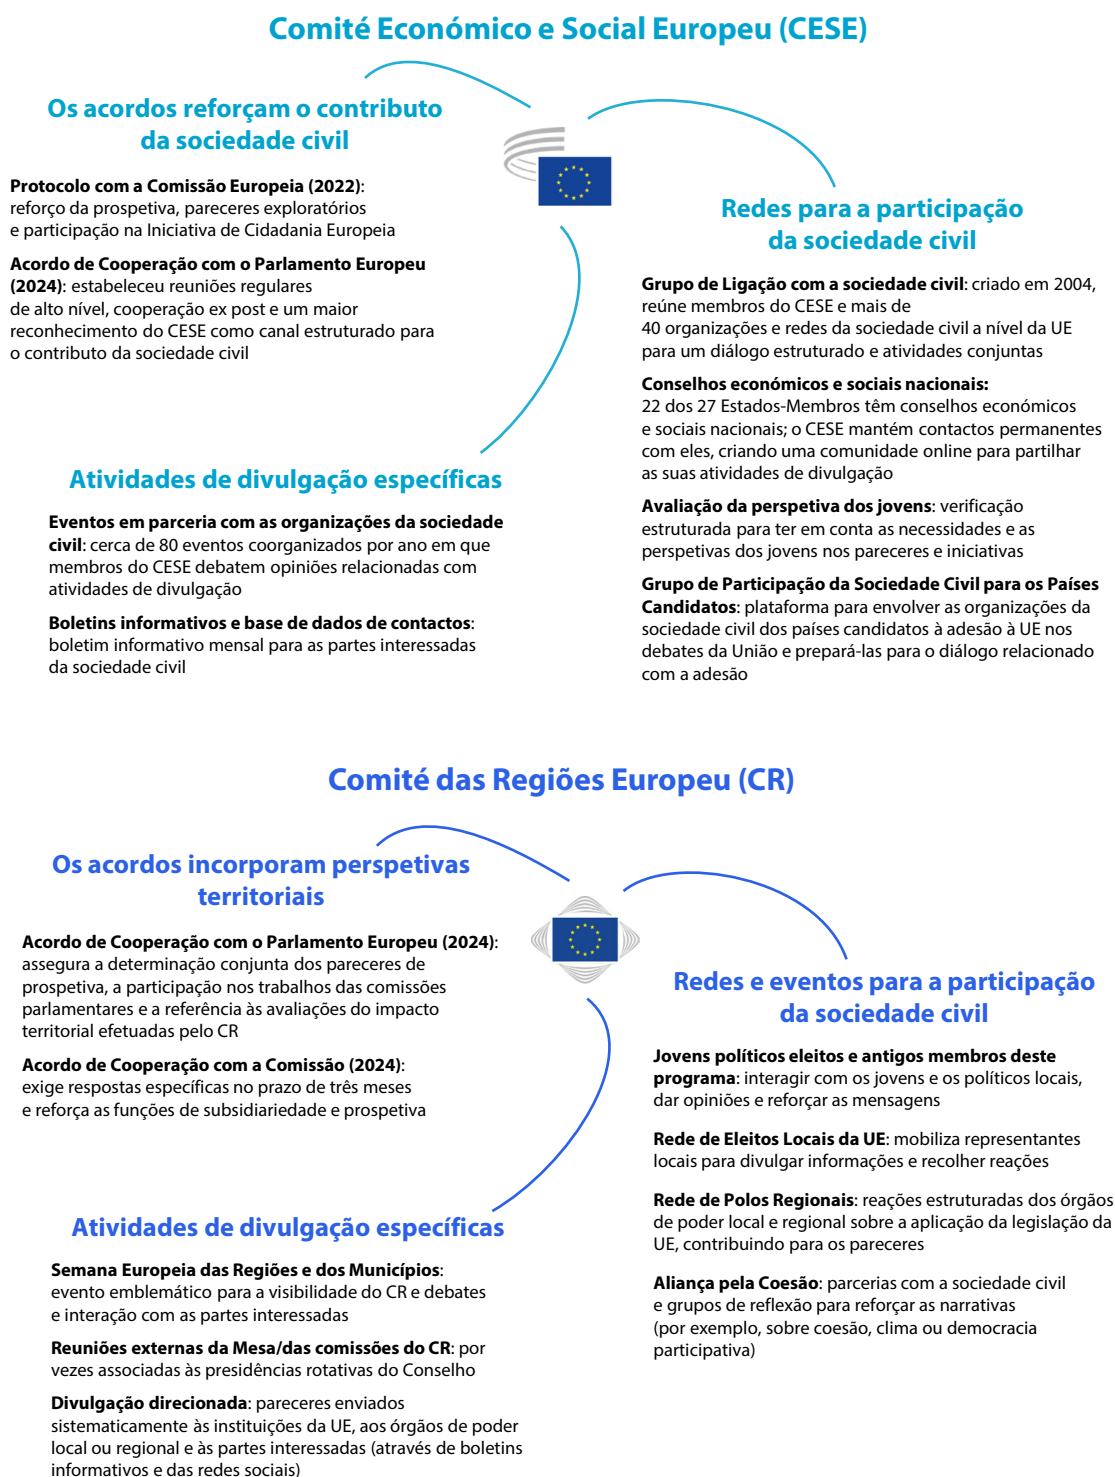 Comité Económico e Social Europeu (CESE)
Os acordos reforçam o contributo
da sociedade civil
Protocolo com a Comissão Europeia (2022):
reforço da prospetiva, pareceres exploratórios
e participação na Iniciativa de Cidadania Europeia
Acordo de Cooperação com o Parlamento Europeu
(2024): estabeleceu reuniões regulares
de alto nível, cooperação ex post e um maior
reconhecimento do CESE como canal estruturado para
o contributo da sociedade civil
Redes para a participação
da sociedade civil
Grupo de Ligação com a sociedade civil: criado em 2004,
reúne membros do CESE e mais de
40 organizações e redes da sociedade civil a nível da UE
para um diálogo estruturado e atividades conjuntas
Conselhos económicos e sociais nacionais:
22 dos 27 Estados-Membros têm conselhos económicos
e sociais nacionais; o CESE mantém contactos permanentes
com eles, criando uma comunidade online para partilhar
as suas atividades de divulgação
Avaliação da perspetiva dos jovens: verificação
estruturada para ter em conta as necessidades e as
perspetivas dos jovens nos pareceres e iniciativas
Grupo de Participação da Sociedade Civil para os Países
Candidatos: plataforma para envolver as organizações da
sociedade civil dos países candidatos à adesão à UE nos
debates da União e prepará-las para o diálogo relacionado
com a adesão
Atividades de divulgação específicas
Eventos em parceria com as organizações da sociedade
civil: cerca de 80 eventos coorganizados por ano em que
membros do CESE debatem opiniões relacionadas com
atividades de divulgação
Boletins informativos e base de dados de contactos:
boletim informativo mensal para as partes interessadas
da sociedade civil
Comité das Regiões Europeu (CR)
Os acordos incorporam perspetivas
territoriais
Acordo de Cooperação com o Parlamento Europeu (2024):
assegura a determinação conjunta dos pareceres de
prospetiva, a participação nos trabalhos das comissões
parlamentares e a referência às avaliações do impacto
territorial efetuadas pelo CR
Acordo de Cooperação com a Comissão (2024):
exige respostas específicas no prazo de três meses
e reforça as funções de subsidiariedade e prospetiva
Redes e eventos para a participação
da sociedade civil
Jovens políticos eleitos e antigos membros deste
programa: interagir com os jovens e os políticos locais,
dar opiniões e reforçar as mensagens
Rede de Eleitos Locais da UE: mobiliza representantes
locais para divulgar informações e recolher reações
Rede de Polos Regionais: reações estruturadas dos órgãos
de poder local e regional sobre a aplicação da legislação da
UE, contribuindo para os pareceres
Aliança pela Coesão: parcerias com a sociedade civil
e grupos de reflexão para reforçar as narrativas
(por exemplo, sobre coesão, clima ou democracia
participativa)
Atividades de divulgação específicas
Semana Europeia das Regiões e dos Municípios:
evento emblemático para a visibilidade do CR e debates
e interação com as partes interessadas
Reuniões externas da Mesa/das comissões do CR: por
vezes associadas às presidências rotativas do Conselho
Divulgação direcionada: pareceres enviados
sistematicamente às instituições da UE, aos órgãos de poder
local ou regional e às partes interessadas (através de boletins
informativos e das redes sociais)